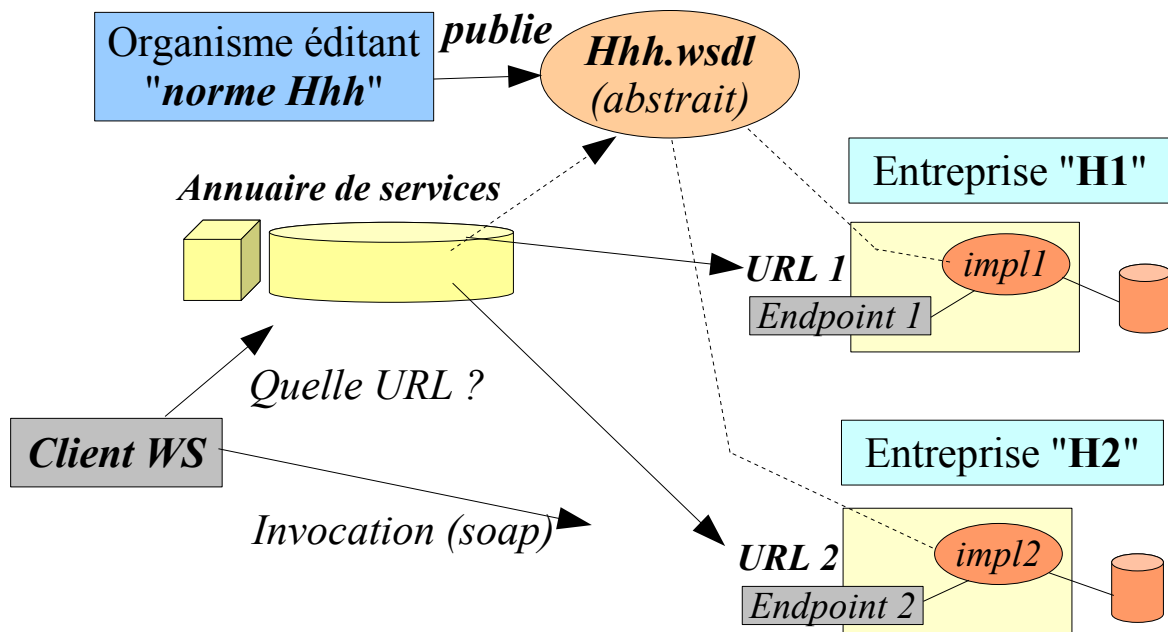 Organisme éditant
"norme Hhh"
publie
Hhh.wsdl
(abstrait)
Annuaire de services
Entreprise "H1"
URL 1
impl1
Endpoint 1
Quelle URL ?
Client WS
Invocation (soap)
Entreprise "H2"
URL 2
impl2
Endpoint 2